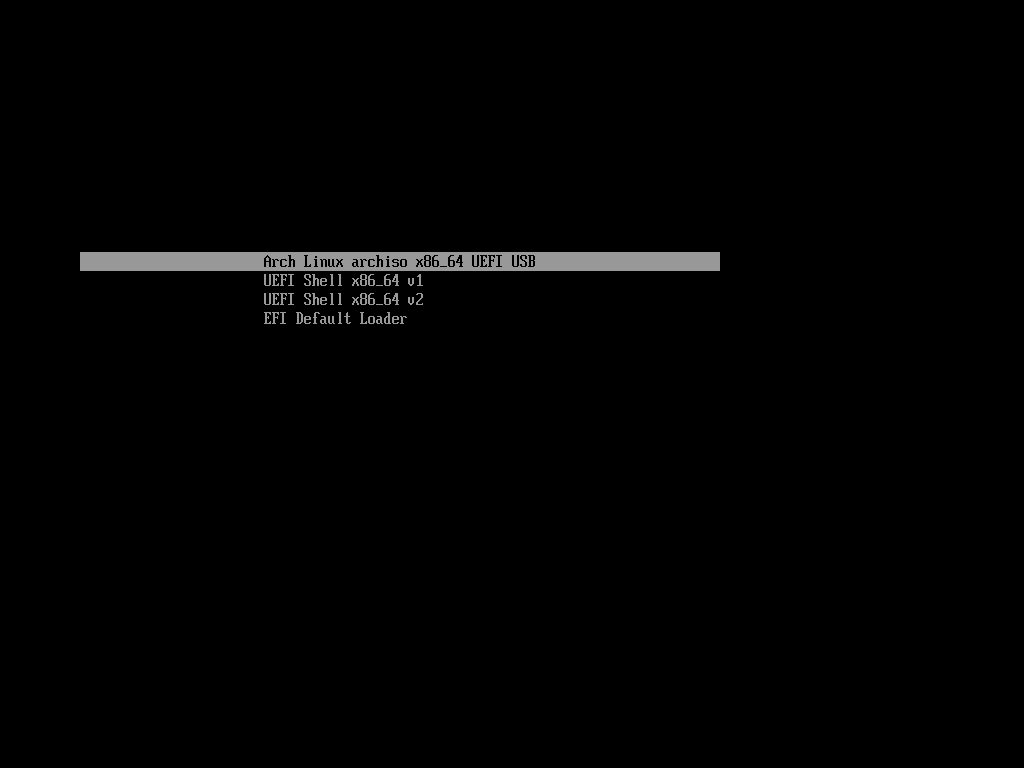 Arch Linux archiso x86_64 UEFI USB
UEFI Shell x86_64 v1
UEFI Shell x86_64 v2
EFI Default Loader